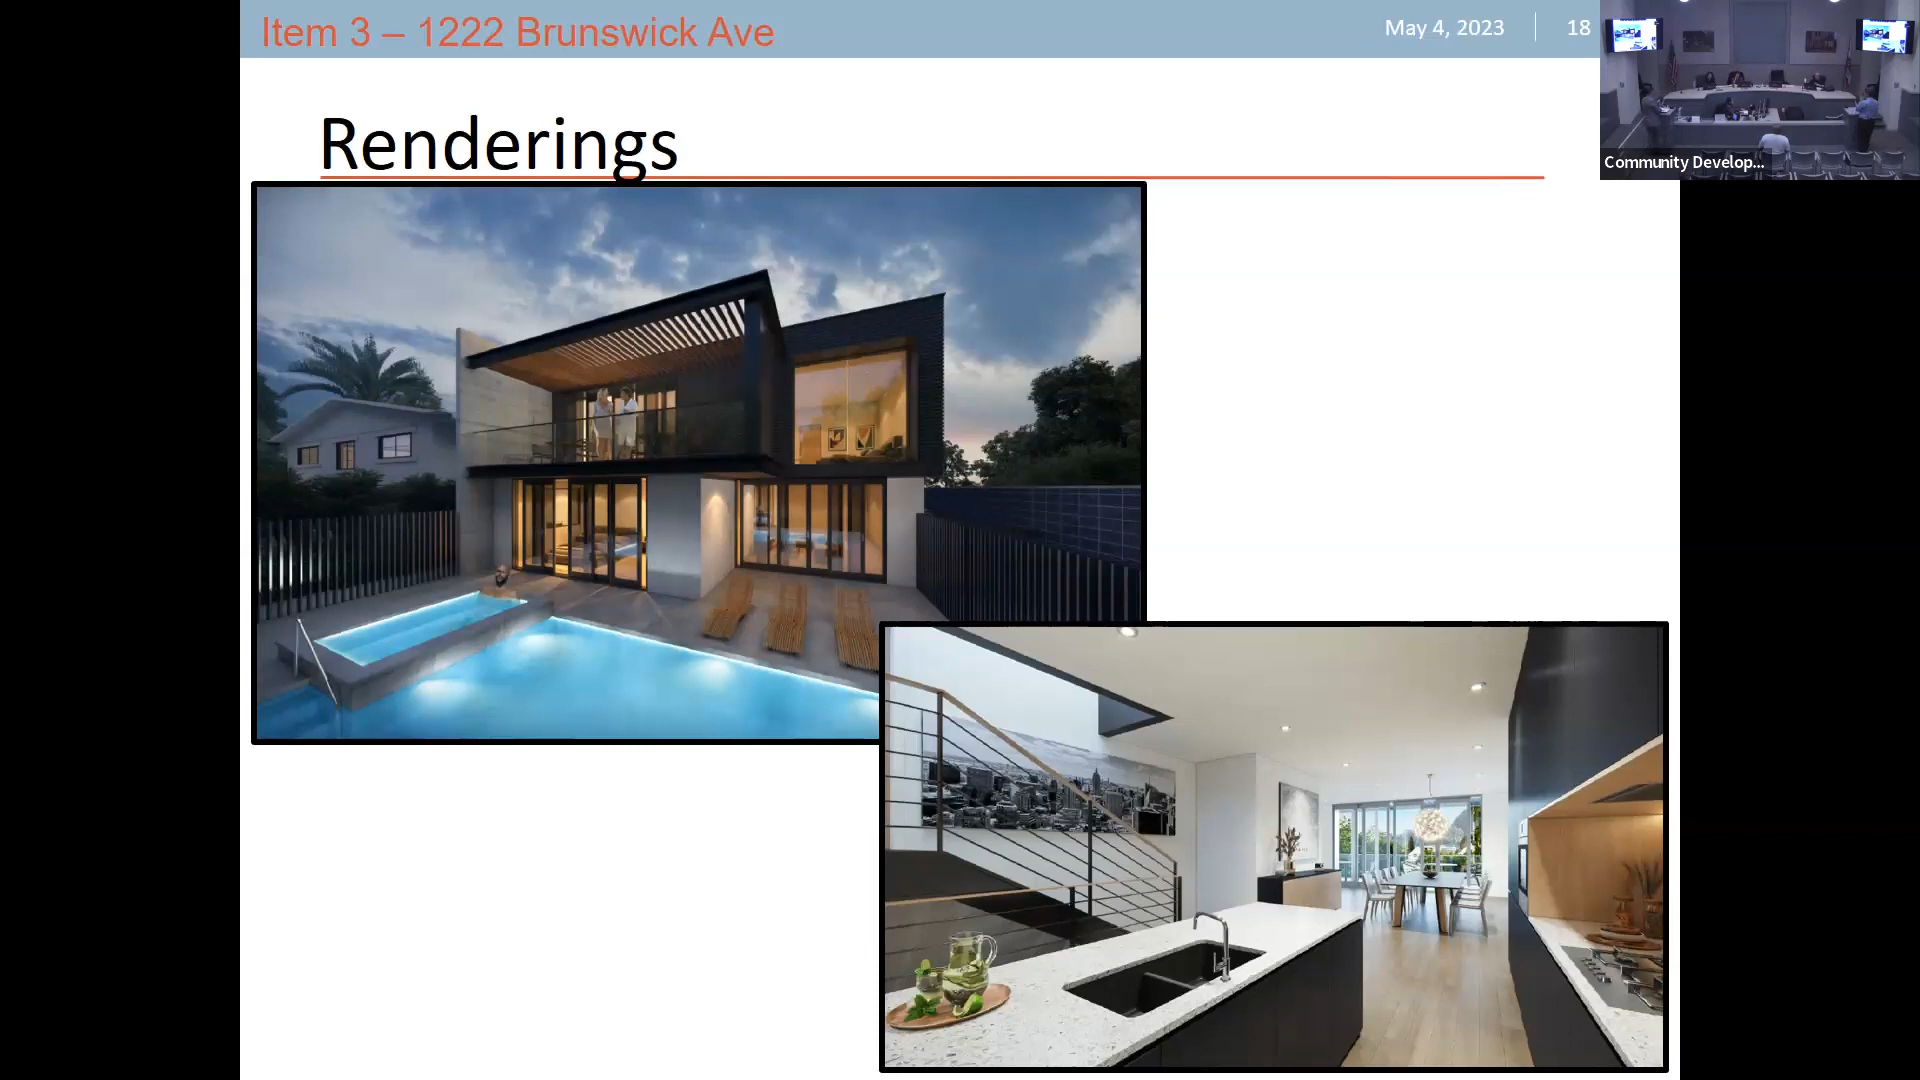 Item 3 – 1222 Brunswick Ave
May 4, 2023
18
Renderings
Community Develop...